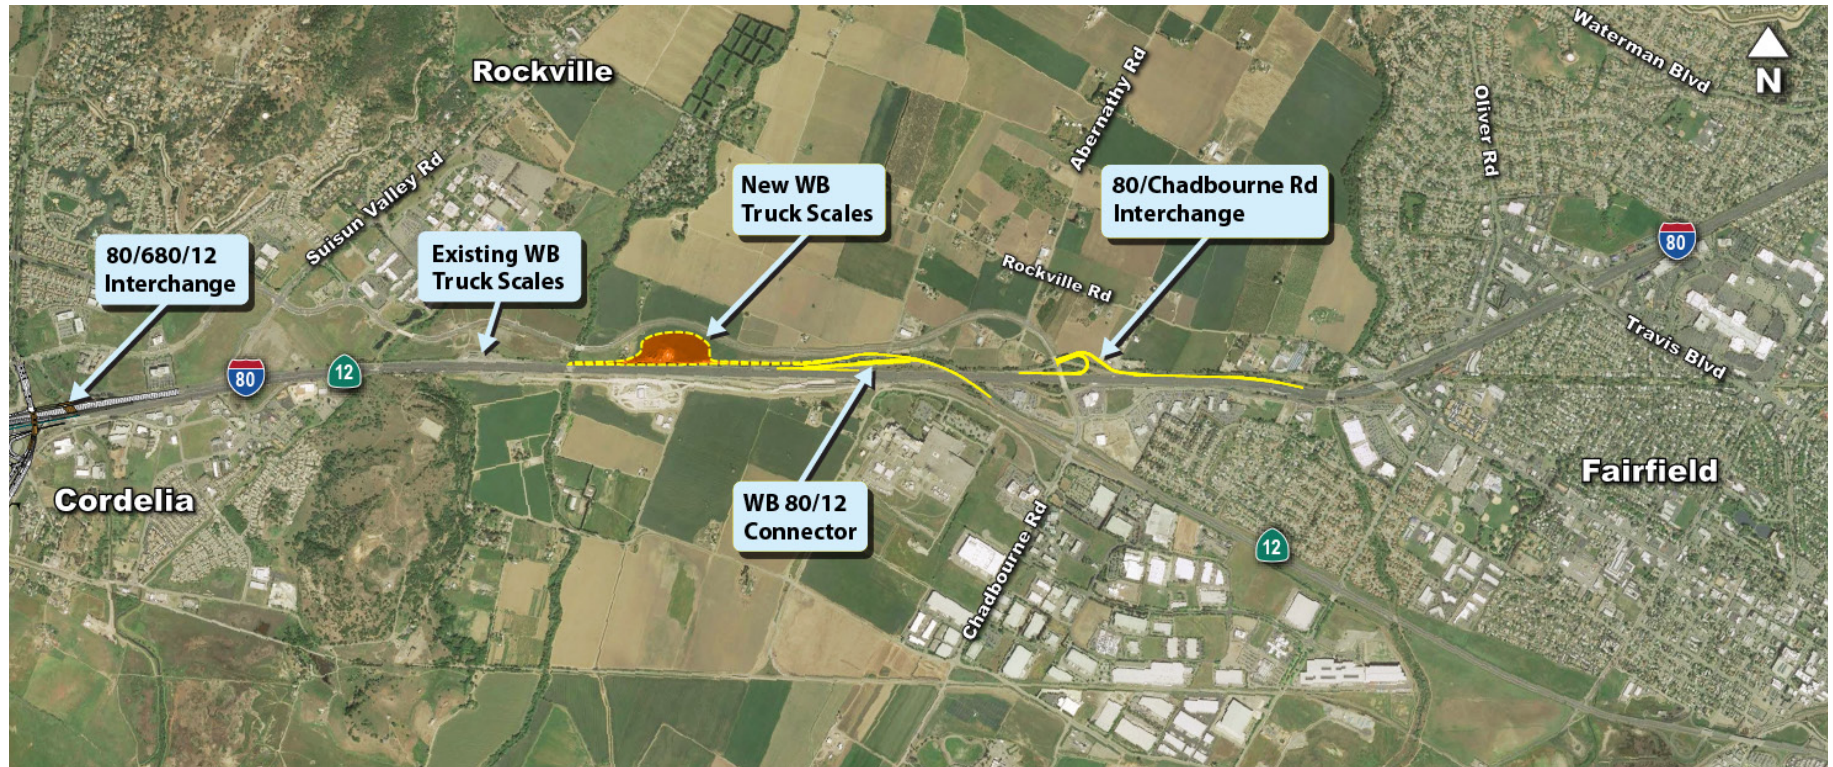 Waterman Blvd
N
Rockville
Abernathy Rd
Oliver Rd
Suisun Valley Rd
New WB
Truck Scales
80/Chadbourne Rd
Interchange
80
80/680/12
Interchange
Existing WB
Truck Scales
Rockville Rd
Travis Blvd
80
12
Fairfield
Cordelia
WB 80/12
Connector
Chadbourne Rd
12